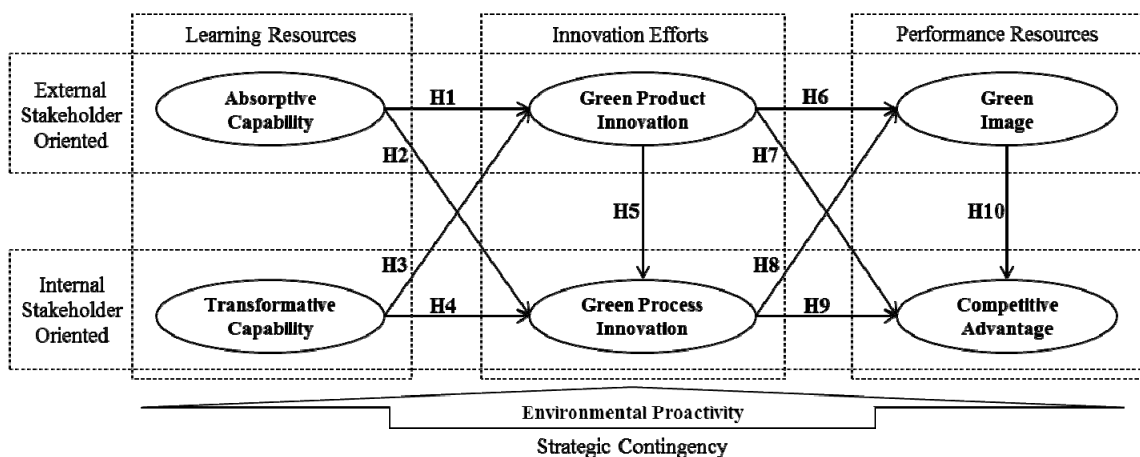 Learning Resources
Innovation Efforts
Performance Resources
External
Stakeholder
Oriented
Absorptive
Capability
H1
Green Product
Innovation
H6
Green
Image
H2
H7
H5
H10
H3
H8
Internal
Stakeholder
Oriented
Transformative
Capability
H4
Green Process
Innovation
H9
Competitive
Advantage
Environmental Proactivity
Strategic Contingency